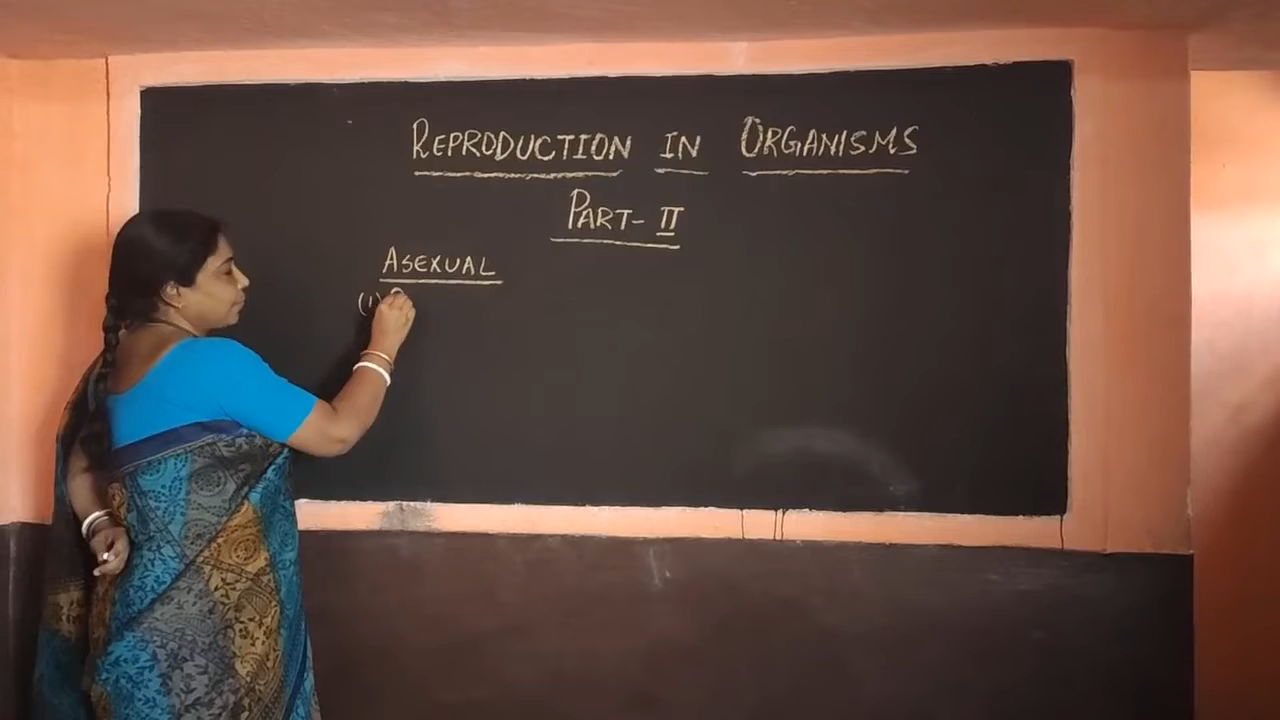 REPRODUCTION IN ORGANISMS
PART-II
ASEXUAL
(1)